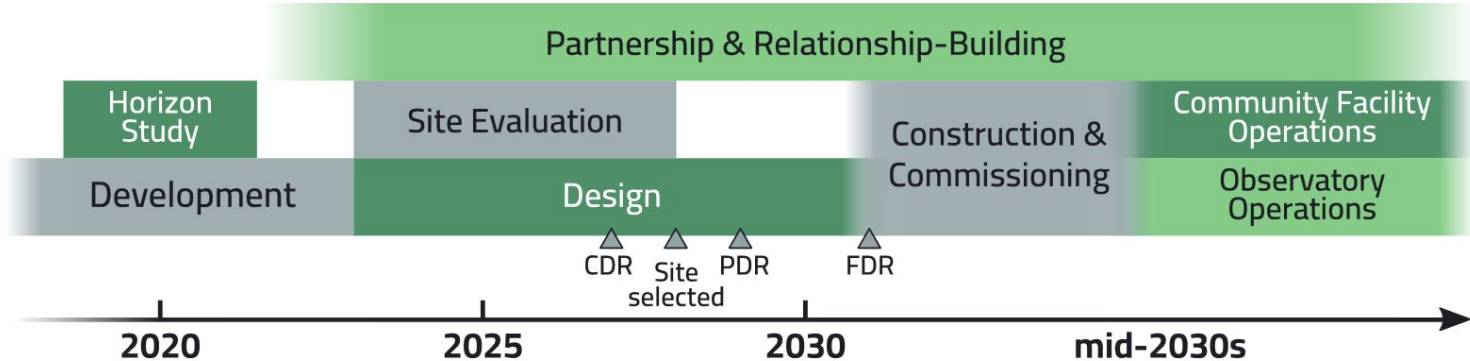 Partnership & Relationship-Building
Horizon
Study
Site Evaluation
Construction &
Commissioning
Community Facility
Operations
Development
Design
Observatory
Operations
CDR
Site
selected
PDR
FDR
2020
2025
2030
mid-2030s